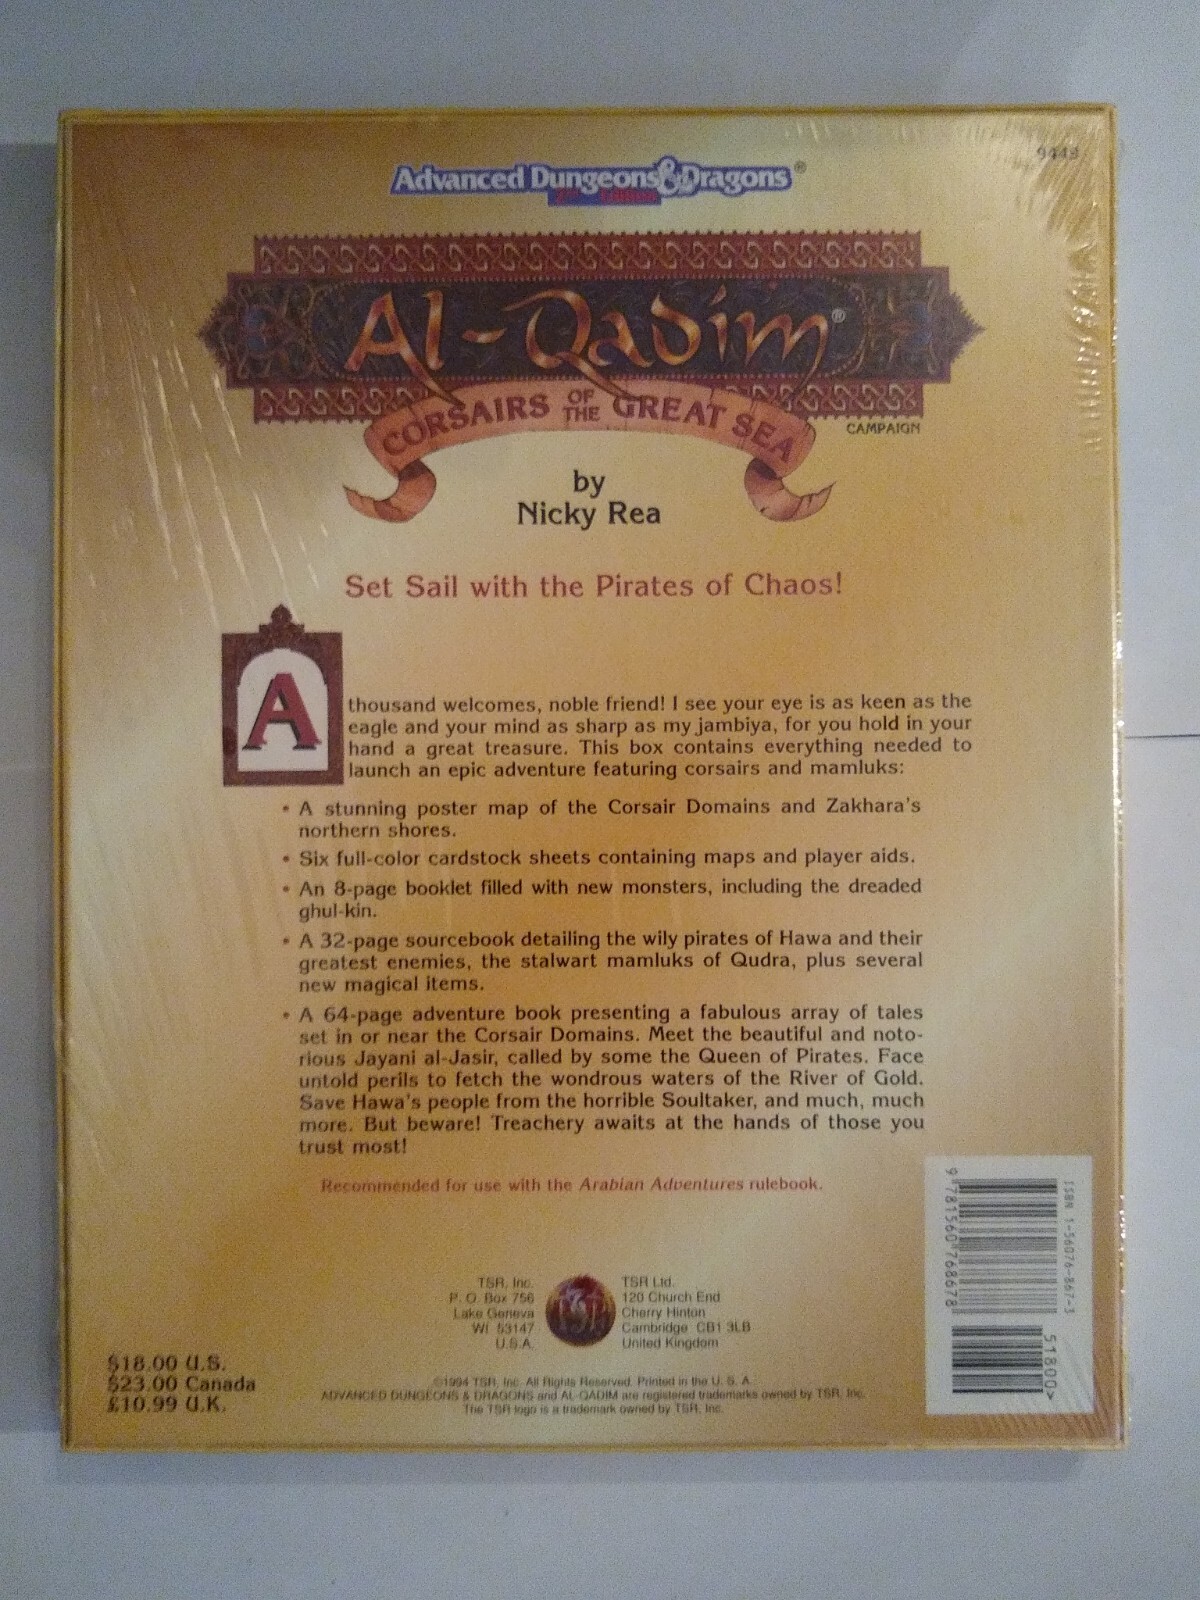 9449
Advanced Dungeons & Dragons®
2nd Edition
Al-Qadim®
CORSAIRS OF THE GREAT SEA
CAMPAIGN
by
Nicky Rea
Set Sail with the Pirates of Chaos!
A thousand welcomes, noble friend! I see your eye is as keen as the
eagle and your mind as sharp as my jambiya, for you hold in your
hand a great treasure. This box contains everything needed to
launch an epic adventure featuring corsairs and mamluks:
• A stunning poster map of the Corsair Domains and Zakhara's
northern shores.
• Six full-color cardstock sheets containing maps and player aids.
• An 8-page booklet filled with new monsters, including the dreaded
ghul-kin.
• A 32-page sourcebook detailing the wily pirates of Hawa and their
greatest enemies, the stalwart mamluks of Qudra, plus several
new magical items.
• A 64-page adventure book presenting a fabulous array of tales
set in or near the Corsair Domains. Meet the beautiful and noto-
rious Jayani al-Jasir, called by some the Queen of Pirates. Face
untold perils to fetch the wondrous waters of the River of Gold.
Save Hawa's people from the horrible Soultaker, and much, much
more. But beware! Treachery awaits at the hands of those you
trust most!
Recommended for use with the Arabian Adventures rulebook.
TSR, Inc.
P. O. Box 756
Lake Geneva
WI 53147
U.S.A.
TSR
TSR Ltd.
120 Church End
Cherry Hinton
Cambridge CB1 3LB
United Kingdom
$18.00 U.S.
$23.00 Canada
£10.99 U.K.
©1994 TSR, Inc. All Rights Reserved. Printed in the U. S. A.
ADVANCED DUNGEONS & DRAGONS and AL-QADIM are registered trademarks owned by TSR, Inc.
The TSR logo is a trademark owned by TSR, Inc.
ISBN 1-56076-867-3
9 781560 768678
51800>